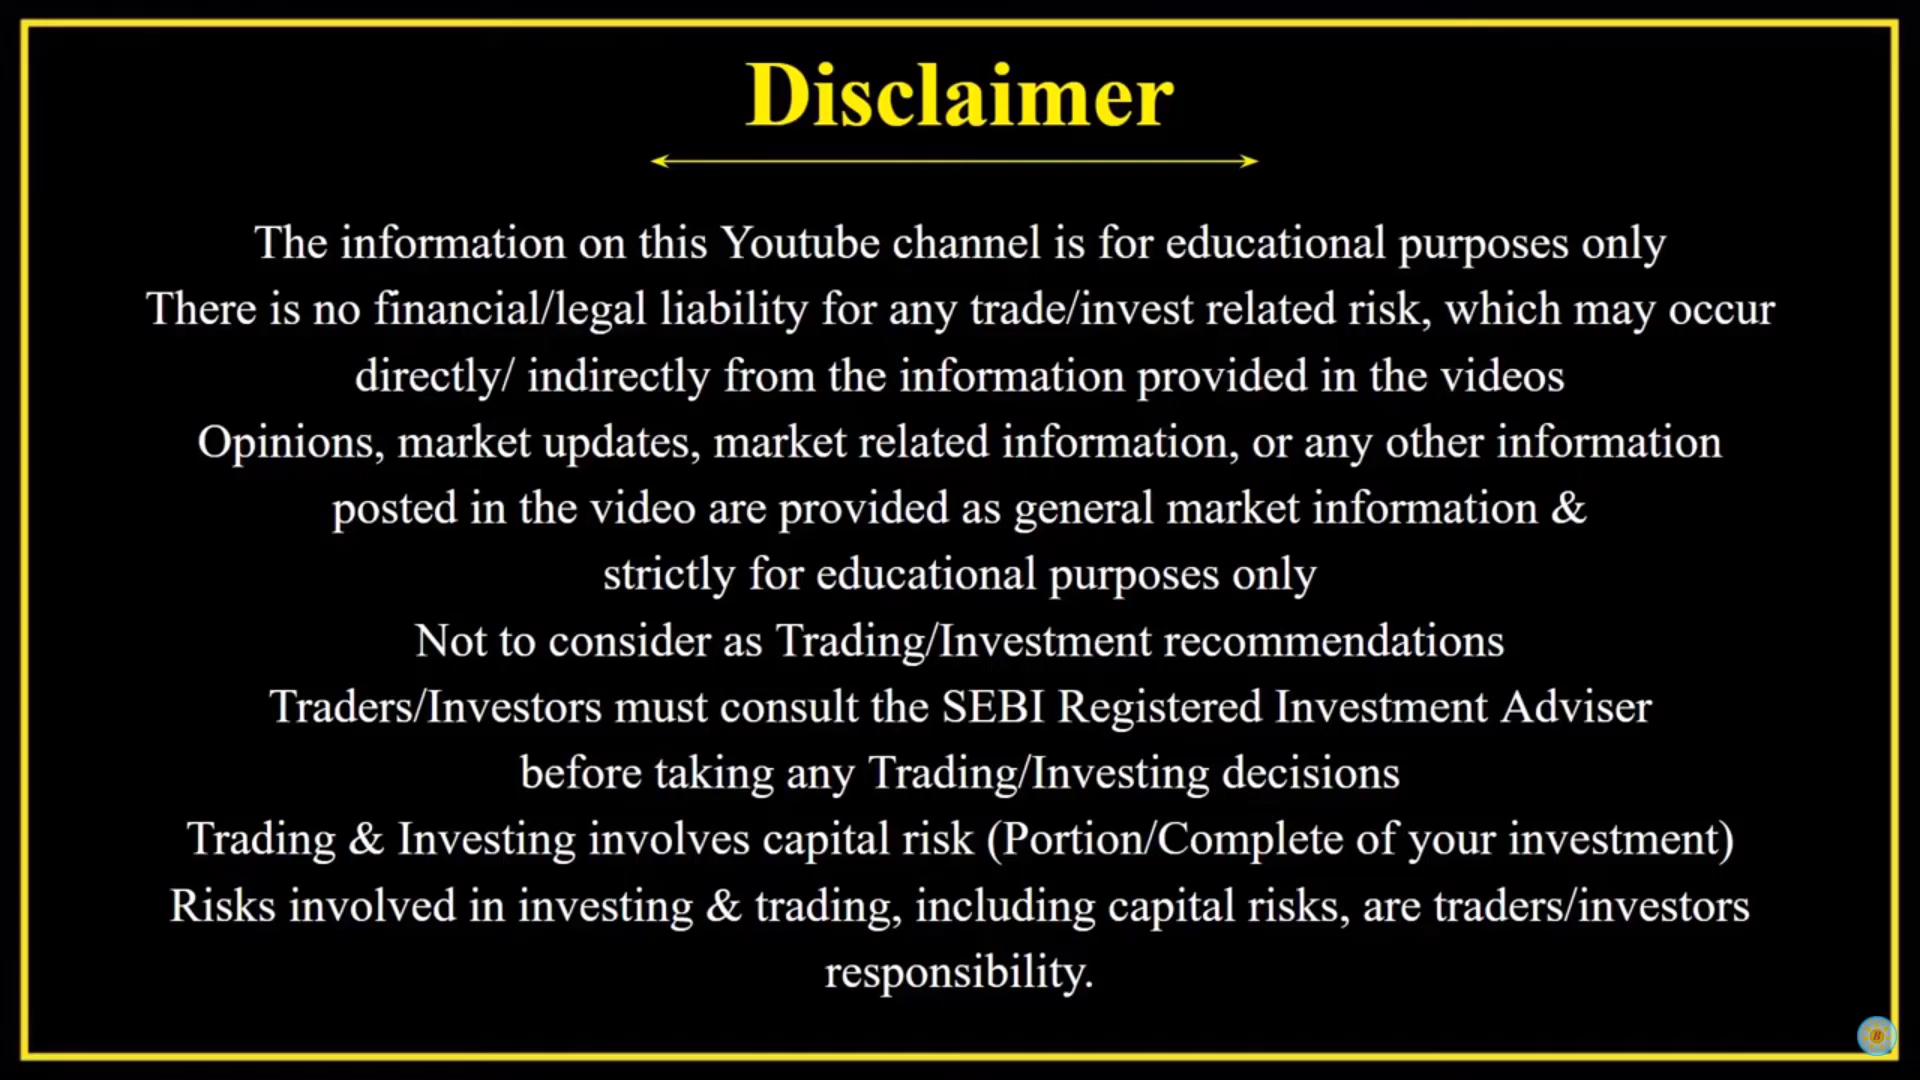 Disclaimer
The information on this Youtube channel is for educational purposes only
There is no financial/legal liability for any trade/invest related risk, which may occur
directly/ indirectly from the information provided in the videos
Opinions, market updates, market related information, or any other information
posted in the video are provided as general market information &
strictly for educational purposes only
Not to consider as Trading/Investment recommendations
Traders/Investors must consult the SEBI Registered Investment Adviser
before taking any Trading/Investing decisions
Trading & Investing involves capital risk (Portion/Complete of your investment)
Risks involved in investing & trading, including capital risks, are traders/investors
responsibility.